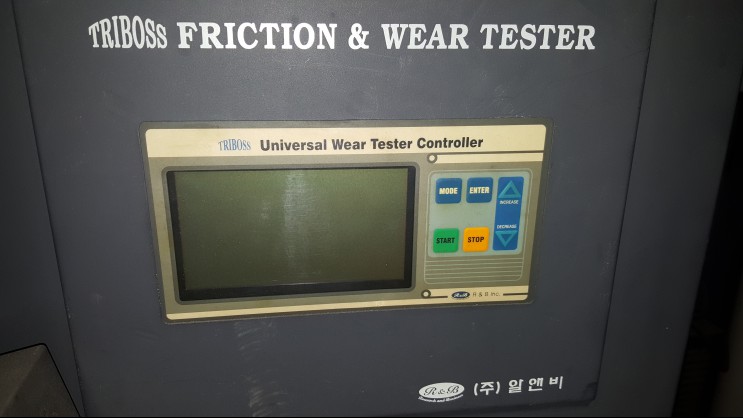 TRIBOSS FRICTION & WEAR TESTER
TRIBOSS Universal Wear Tester Controller
MODE ENTER
INCREASE
DECREASE
START STOP
R&B R & B Inc.
R&B (주) 알앤비